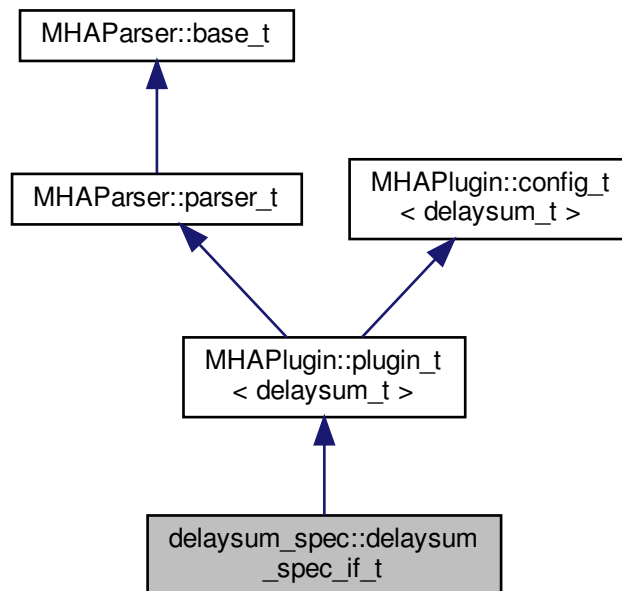 MHAParser::base_t
MHAParser::parser_t
MHAPlugin::config_t
< delaysum_t >
MHAPlugin::plugin_t
< delaysum_t >
delaysum_spec::delaysum
_spec_if_t